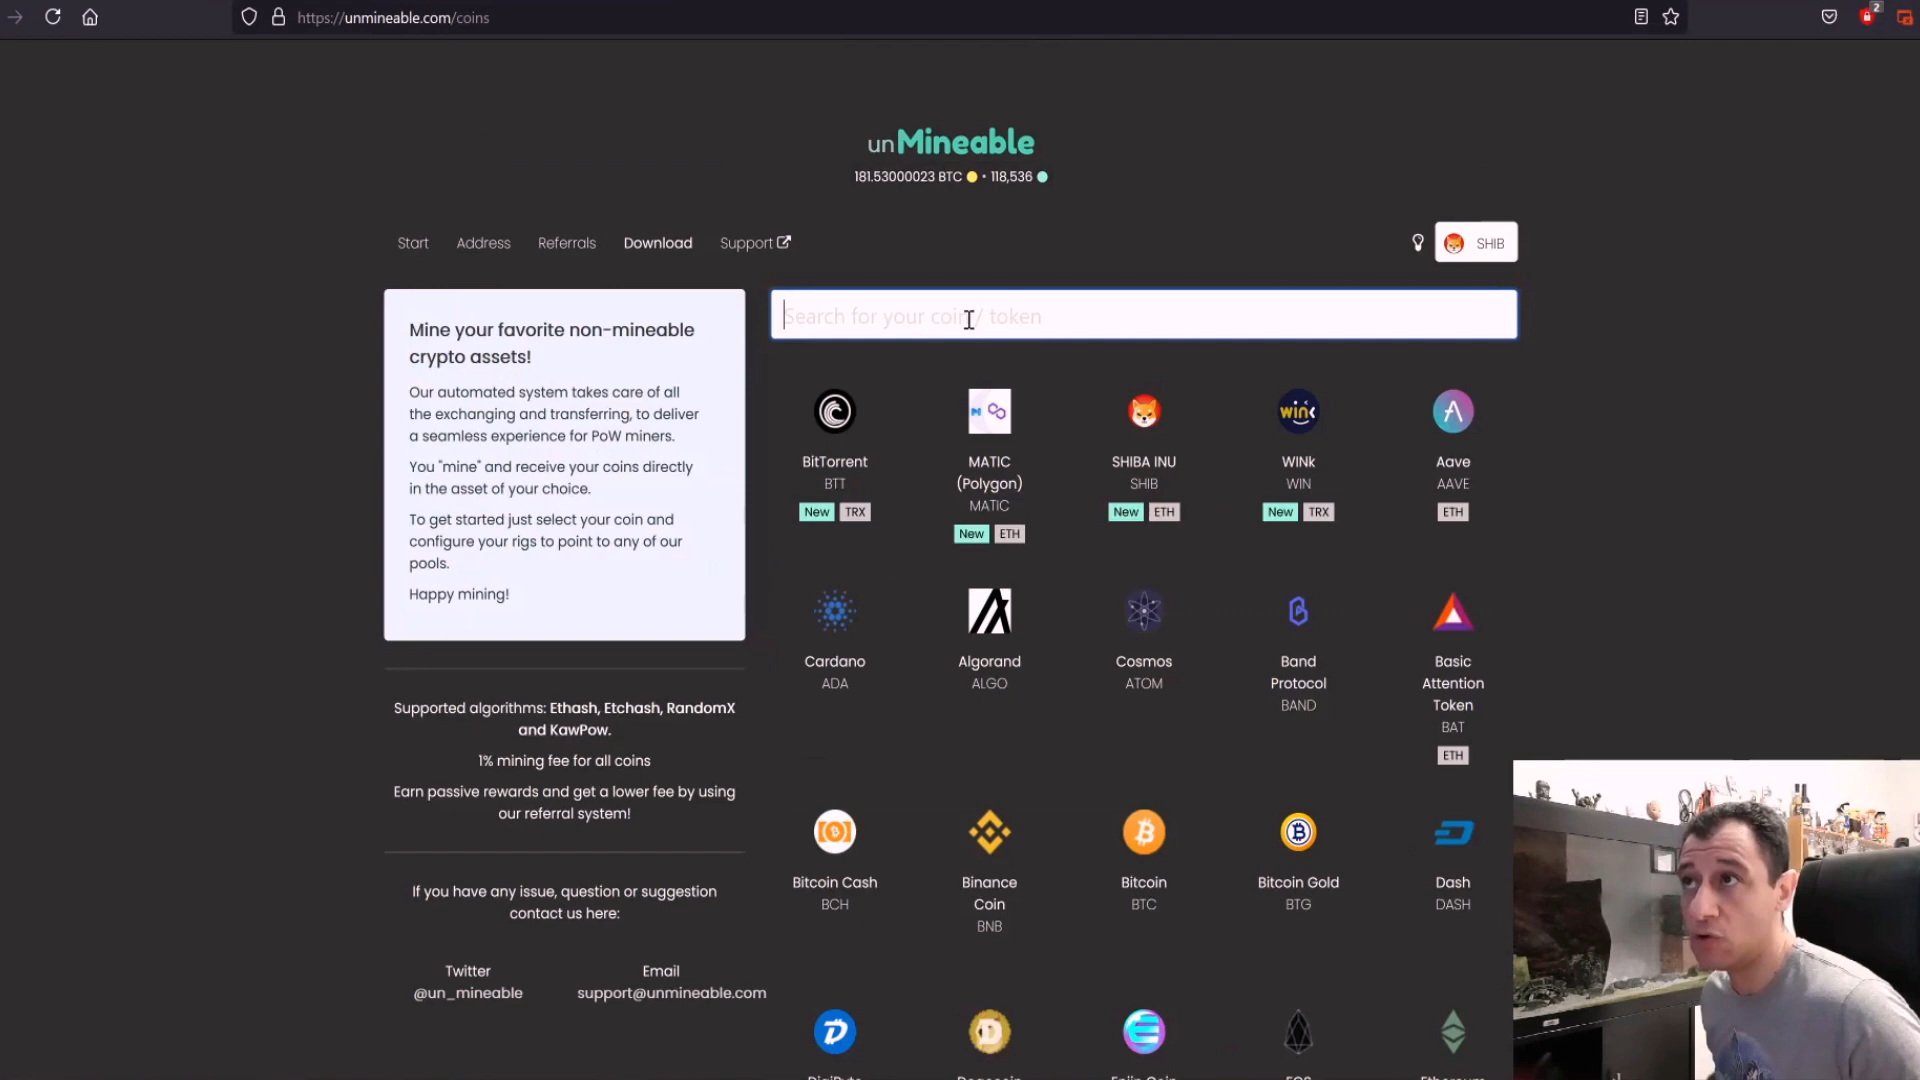 https://unmineable.com/coins
2
unMineable
181.53000023 BTC • 118,536
Start Address Referrals Download Support
SHIB
Mine your favorite non-mineable
crypto assets!
Our automated system takes care of all
the exchanging and transferring, to deliver
a seamless experience for PoW miners.
You "mine" and receive your coins directly
in the asset of your choice.
To get started just select your coin and
configure your rigs to point to any of our
pools.
Happy mining!
Supported algorithms: Ethash, Etchash, RandomX
and KawPow.
1% mining fee for all coins
Earn passive rewards and get a lower fee by using
our referral system!
If you have any issue, question or suggestion
contact us here:
Twitter
@un_mineable
Email
support@unmineable.com
Search for your coin / token
BitTorrent
BTT
New TRX
MATIC
(Polygon)
MATIC
New ETH
SHIBA INU
SHIB
New ETH
WINk
WIN
New TRX
Aave
AAVE
ETH
Cardano
ADA
Algorand
ALGO
Cosmos
ATOM
Band
Protocol
BAND
Basic
Attention
Token
BAT
ETH
Bitcoin Cash
BCH
Binance
Coin
BNB
Bitcoin
BTC
Bitcoin Gold
BTG
Dash
DASH